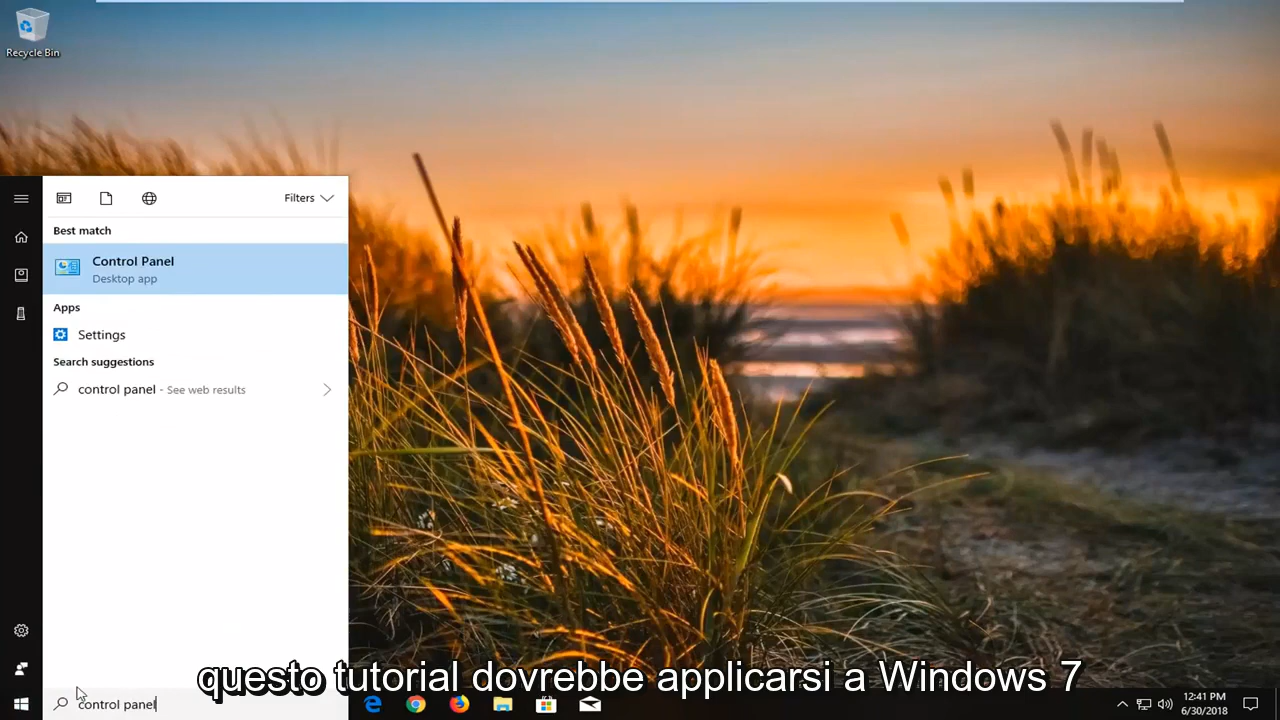 Recycle Bin
Filters
Best match
Control Panel
Desktop app
Apps
Settings
Search suggestions
control panel - See web results
questo tutorial dovrebbe applicarsi a Windows 7
control panel
12:41 PM
6/30/2018